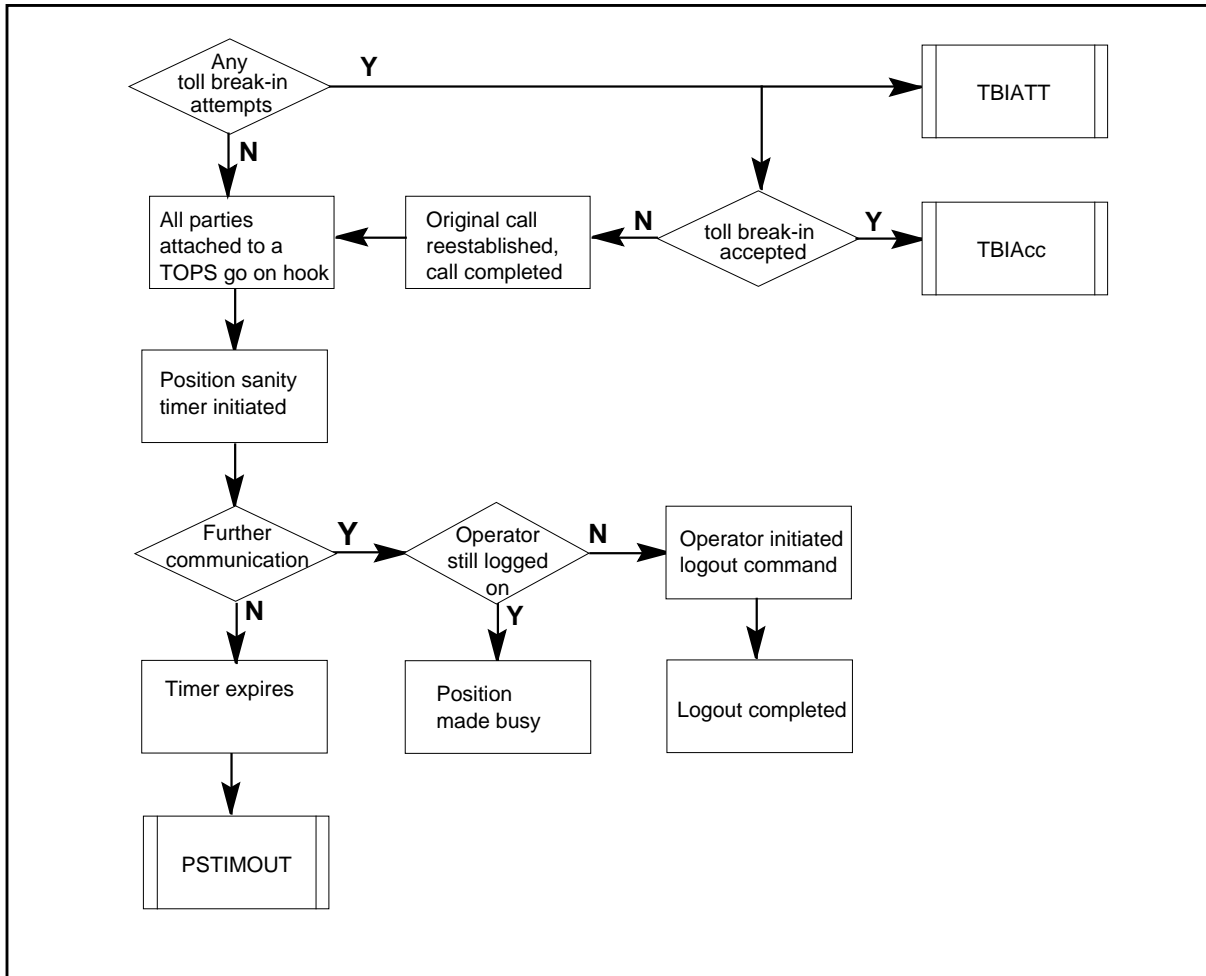 Any
toll break-in
attempts
Y
TBIATT
N
All parties
attached to a
TOPS go on hook
Original call
reestablished,
call completed
N
toll break-in
accepted
Y
TBIAcc
Position sanity
timer initiated
Further
communication
Y
Operator
still logged
on
N
Operator initiated
logout command
N
Y
Timer expires
Position
made busy
Logout completed
PSTIMOUT